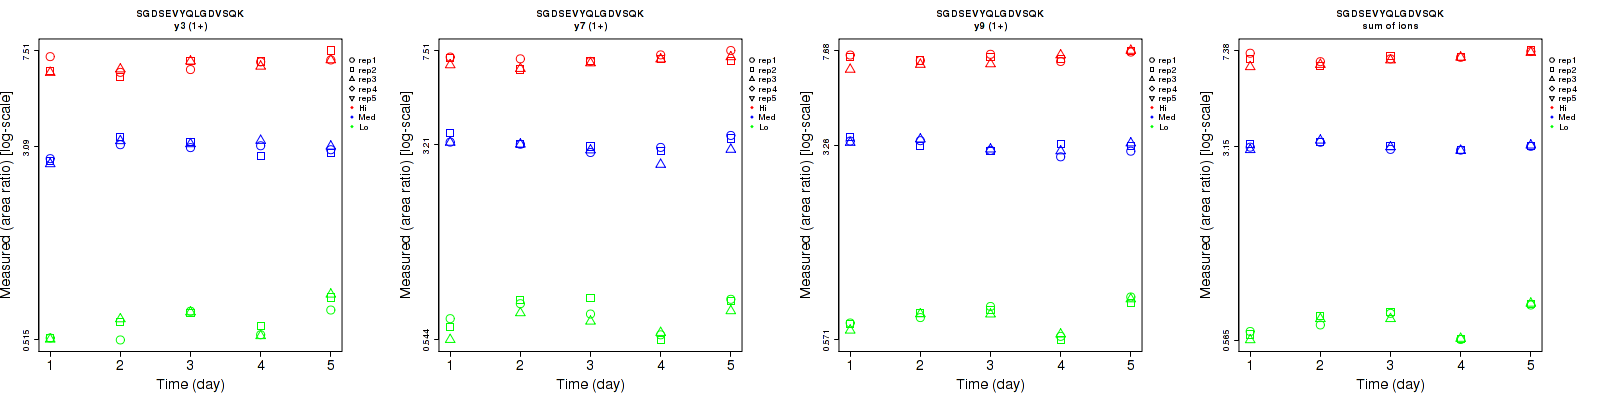 SGDSEVYQLGDVSQK
y3 (1+)
Measured (area ratio) [log-scale]
7.51
3.09
0.515
1 2 3 4 5
Time (day)
rep1
rep2
rep3
rep4
rep5
Hi
Med
Lo
SGDSEVYQLGDVSQK
y7 (1+)
Measured (area ratio) [log-scale]
7.51
3.21
0.544
1 2 3 4 5
Time (day)
rep1
rep2
rep3
rep4
rep5
Hi
Med
Lo
SGDSEVYQLGDVSQK
y9 (1+)
Measured (area ratio) [log-scale]
7.68
3.26
0.571
1 2 3 4 5
Time (day)
rep1
rep2
rep3
rep4
rep5
Hi
Med
Lo
SGDSEVYQLGDVSQK
sum of ions
Measured (area ratio) [log-scale]
7.38
3.15
0.565
1 2 3 4 5
Time (day)
rep1
rep2
rep3
rep4
rep5
Hi
Med
Lo